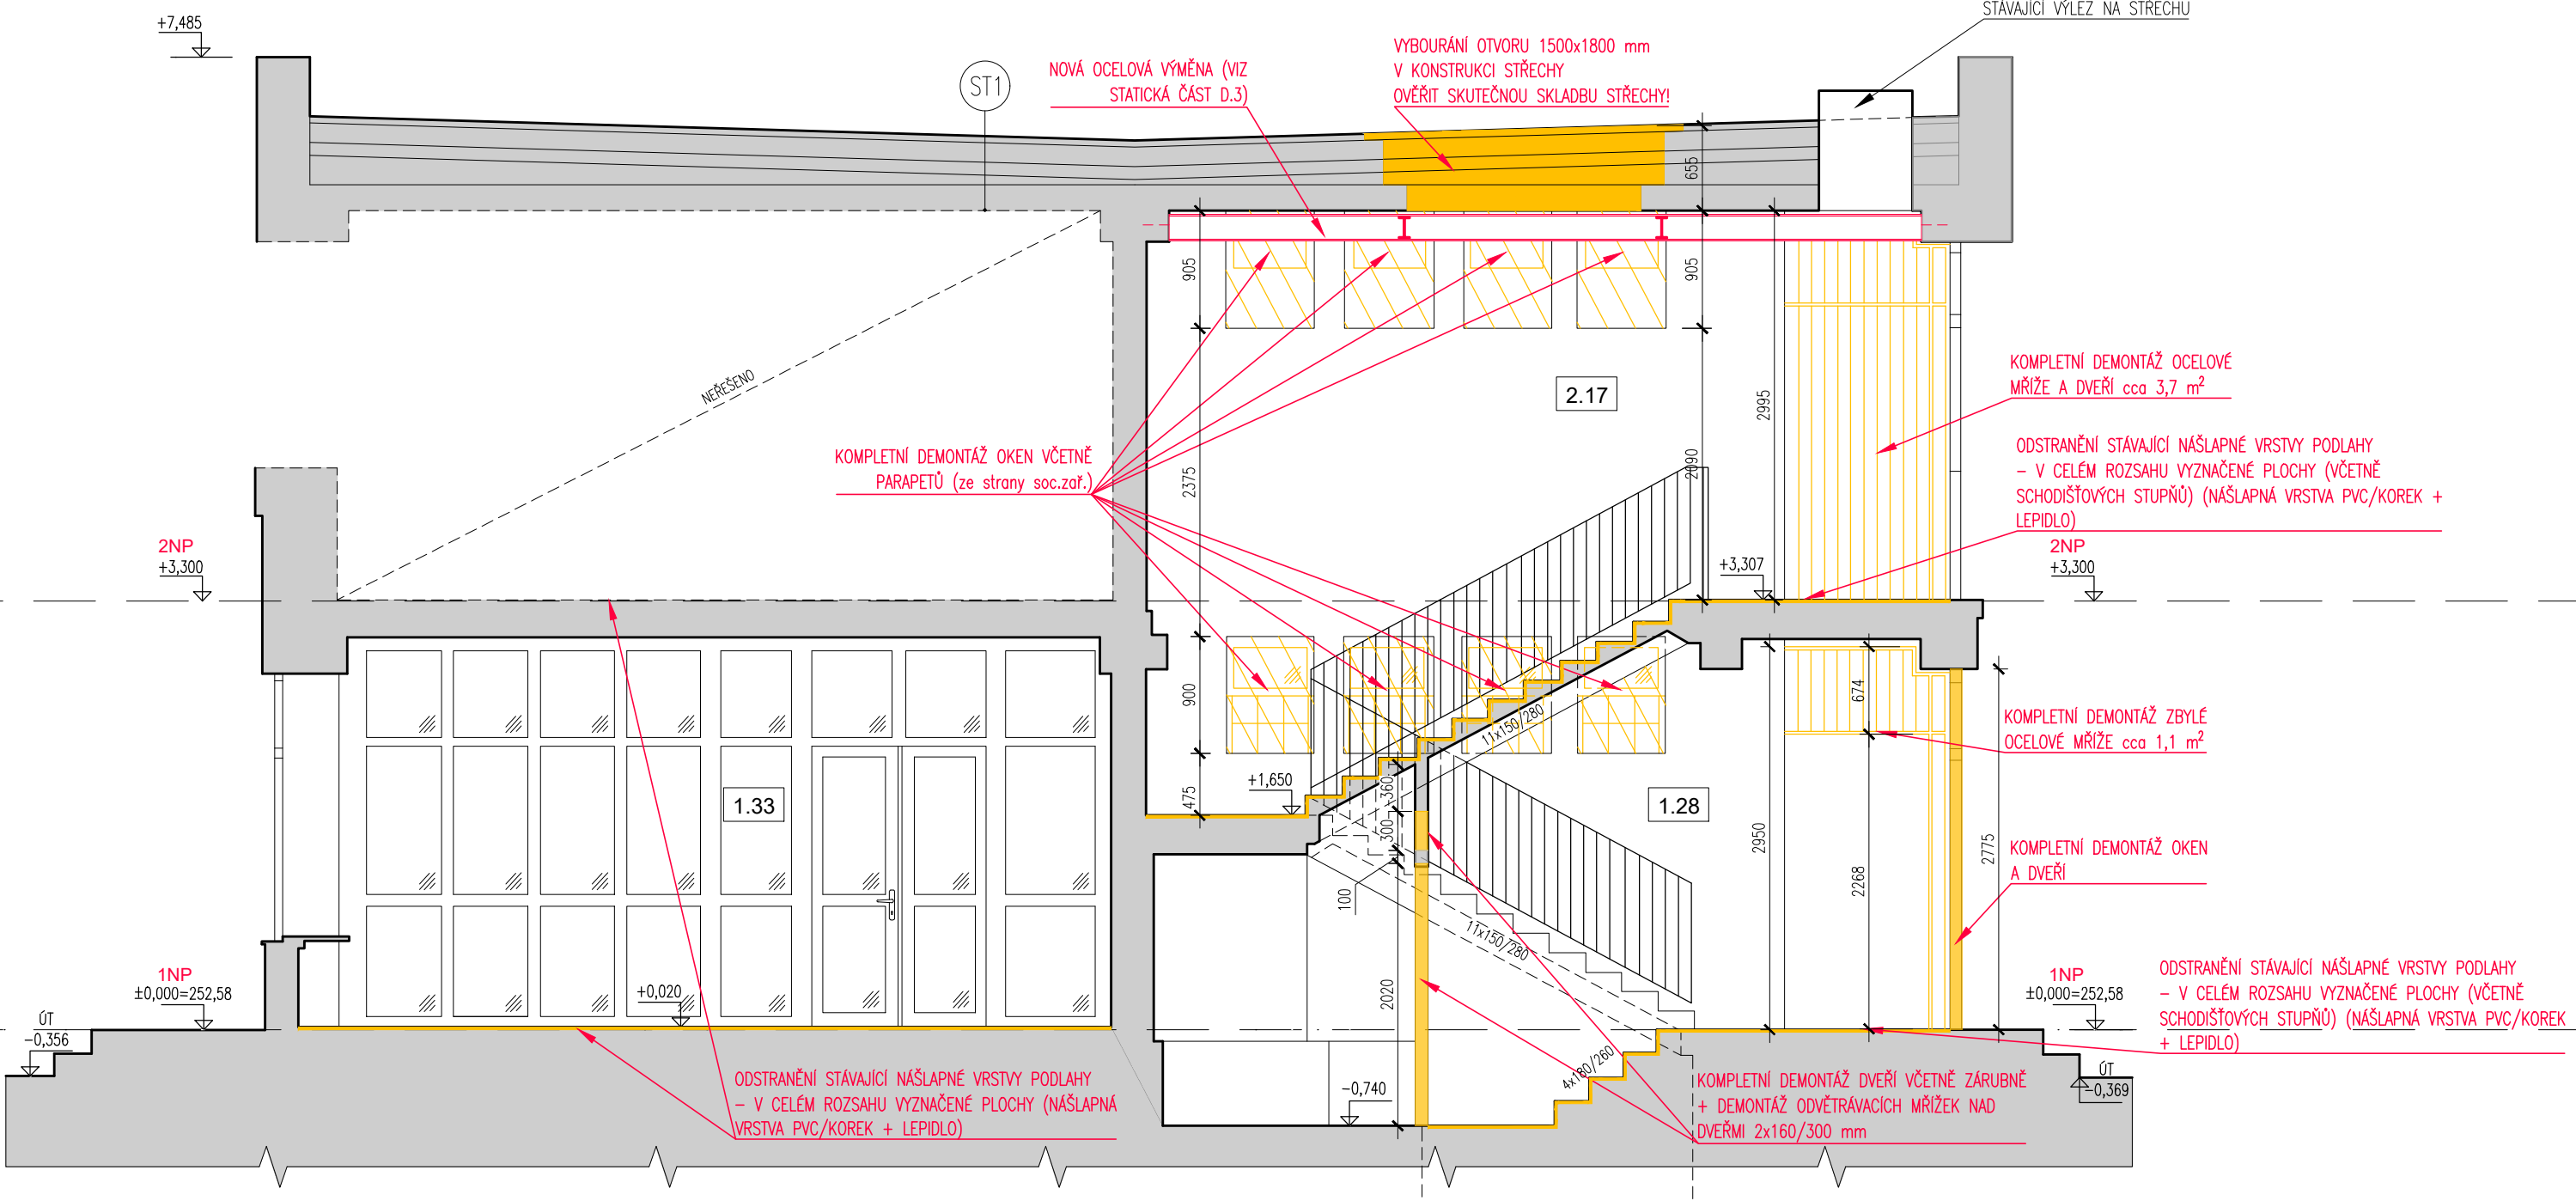 STÁVAJÍCÍ VÝLEZ NA STŘECHU
+7,485
VYBOURÁNÍ OTVORU 1500x1800 mm
V KONSTRUKCI STŘECHY
OVĚŘIT SKUTEČNOU SKLADBU STŘECHY!
NOVÁ OCELOVÁ VÝMĚNA (VIZ
STATICKÁ ČÁST D.3)
ST1
655
905
905
NEŘEŠENO
2.17
2995
KOMPLETNÍ DEMONTÁŽ OCELOVÉ
MŘÍŽE A DVEŘÍ cca 3,7 m²
KOMPLETNÍ DEMONTÁŽ OKEN VČETNĚ
PARAPETŮ (ze strany soc.zař.)
2375
2090
ODSTRANĚNÍ STÁVAJÍCÍ NÁŠLAPNÉ VRSTVY PODLAHY
– V CELÉM ROZSAHU VYZNAČENÉ PLOCHY (VČETNĚ
SCHODIŠŤOVÝCH STUPŇŮ) (NÁŠLAPNÁ VRSTVA PVC/KOREK +
LEPIDLO)
2NP
+3,300
+3,307
2NP
+3,300
900
674
11x150/280
KOMPLETNÍ DEMONTÁŽ ZBYLÉ
OCELOVÉ MŘÍŽE cca 1,1 m²
+1,650
475
360
300
1.33
1.28
2950
2775
KOMPLETNÍ DEMONTÁŽ OKEN
A DVEŘÍ
2268
100
11x150/280
2020
1NP
±0,000=252,58
+0,020
1NP
±0,000=252,58
ODSTRANĚNÍ STÁVAJÍCÍ NÁŠLAPNÉ VRSTVY PODLAHY
– V CELÉM ROZSAHU VYZNAČENÉ PLOCHY (VČETNĚ
SCHODIŠŤOVÝCH STUPŇŮ) (NÁŠLAPNÁ VRSTVA PVC/KOREK
+ LEPIDLO)
ÚT
-0,356
4x180/260
ÚT
-0,369
-0,740
ODSTRANĚNÍ STÁVAJÍCÍ NÁŠLAPNÉ VRSTVY PODLAHY
– V CELÉM ROZSAHU VYZNAČENÉ PLOCHY (NÁŠLAPNÁ
VRSTVA PVC/KOREK + LEPIDLO)
KOMPLETNÍ DEMONTÁŽ DVEŘÍ VČETNĚ ZÁRUBNĚ
+ DEMONTÁŽ ODVĚTRÁVACÍCH MŘÍŽEK NAD
DVEŘMI 2x160/300 mm